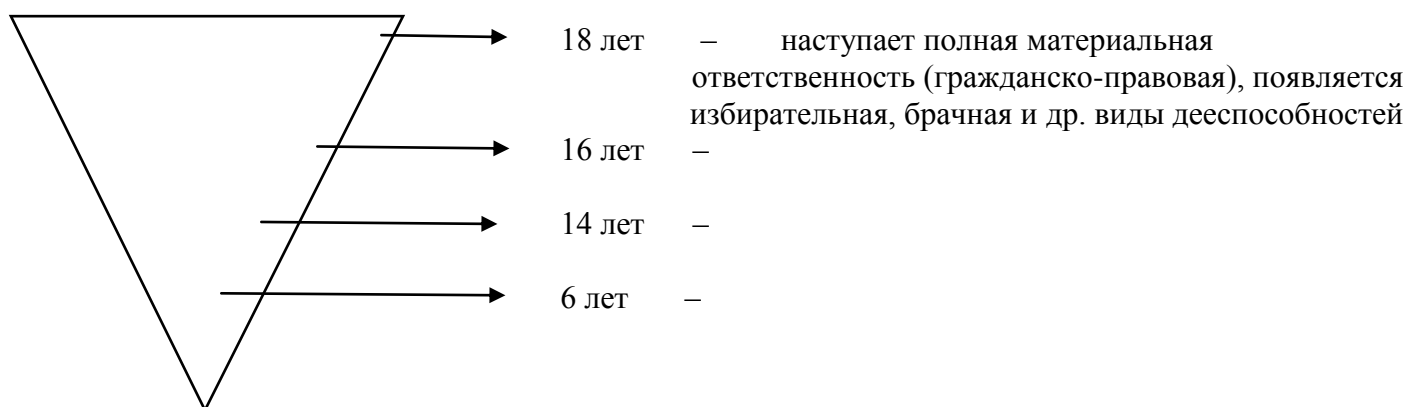 18 лет – наступает полная материальная
ответственность (гражданско-правовая), появляется
избирательная, брачная и др. виды дееспособностей
16 лет –
14 лет –
6 лет –